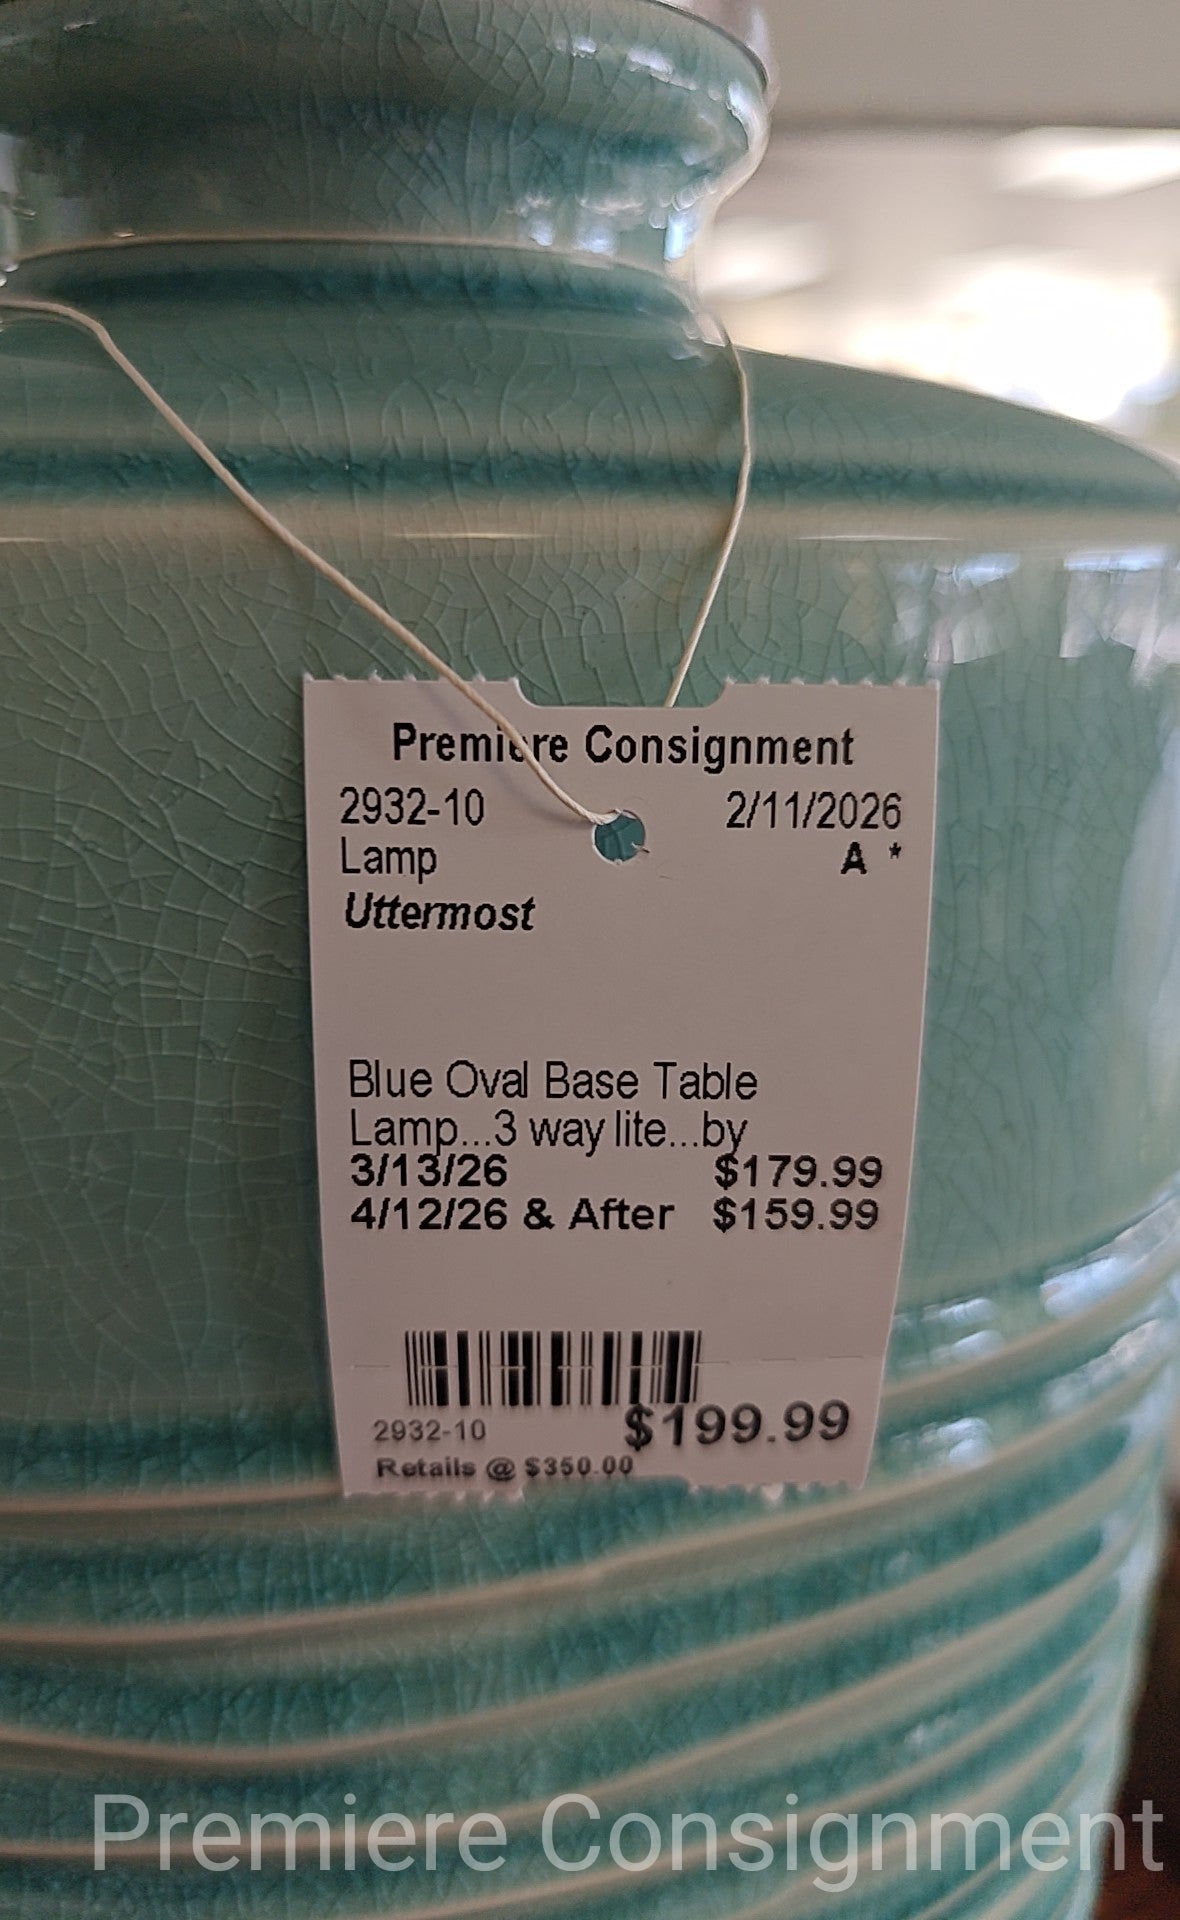 Premiere Consignment
2932-10 2/11/2026
Lamp A *
Uttermost
Blue Oval Base Table
Lamp...3 way lite...by
3/13/26 $179.99
4/12/26 & After $159.99
2932-10 $199.99
Retails @ $350.00
Premiere Consignment